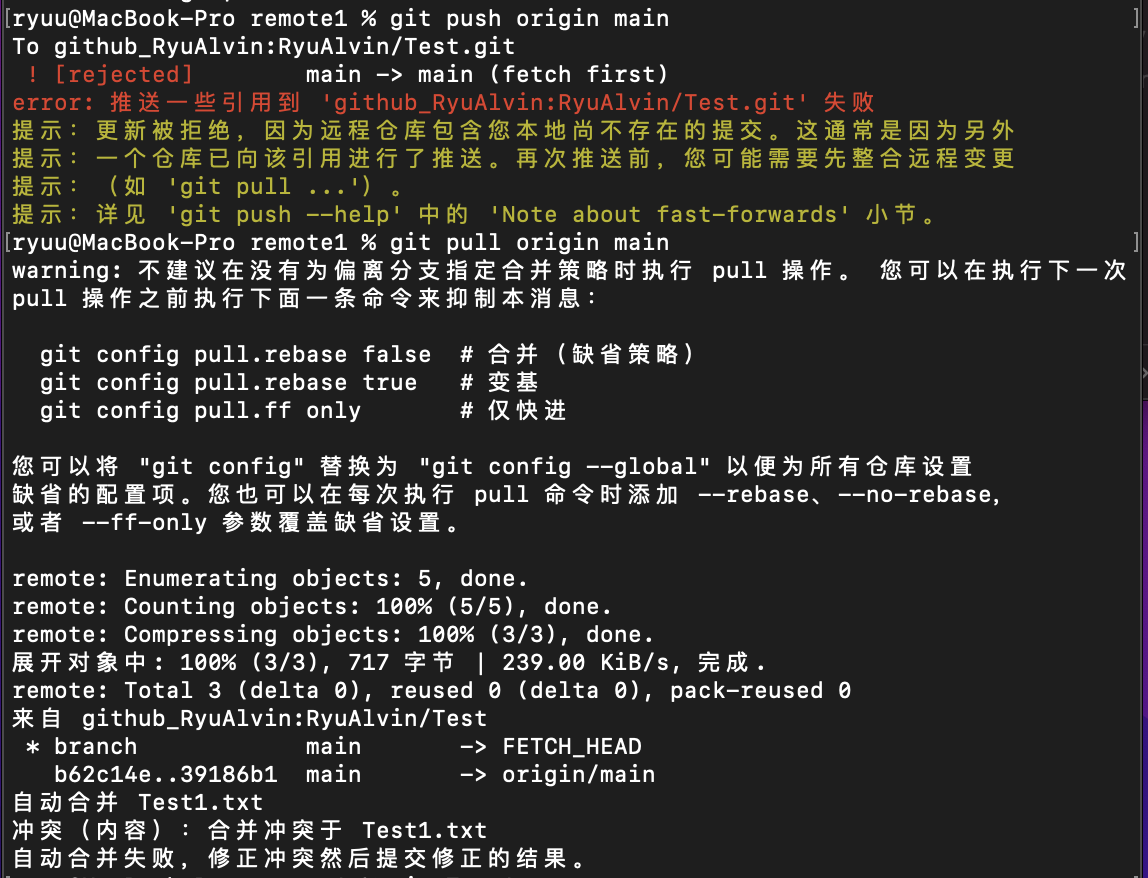 [ryuu@MacBook-Pro remote1 % git push origin main ]
To github_RyuAlvin:RyuAlvin/Test.git
 ! [rejected]        main -> main (fetch first)
error: 推送一些引用到 'github_RyuAlvin:RyuAlvin/Test.git' 失败
提示：更新被拒绝，因为远程仓库包含您本地尚不存在的提交。这通常是因为另外
提示：一个仓库已向该引用进行了推送。再次推送前，您可能需要先整合远程变更
提示：（如 'git pull ...'）。
提示：详见 'git push --help' 中的 'Note about fast-forwards' 小节。
[ryuu@MacBook-Pro remote1 % git pull origin main ]
warning: 不建议在没有为偏离分支指定合并策略时执行 pull 操作。 您可以在执行下一次
pull 操作之前执行下面一条命令来抑制本消息：
  git config pull.rebase false  # 合并（缺省策略）
  git config pull.rebase true   # 变基
  git config pull.ff only       # 仅快进
您可以将 "git config" 替换为 "git config --global" 以便为所有仓库设置
缺省的配置项。您也可以在每次执行 pull 命令时添加 --rebase、--no-rebase，
或者 --ff-only 参数覆盖缺省设置。
remote: Enumerating objects: 5, done.
remote: Counting objects: 100% (5/5), done.
remote: Compressing objects: 100% (3/3), done.
展开对象中: 100% (3/3), 717 字节 | 239.00 KiB/s, 完成.
remote: Total 3 (delta 0), reused 0 (delta 0), pack-reused 0
来自 github_RyuAlvin:RyuAlvin/Test
 * branch            main       -> FETCH_HEAD
   b62c14e..39186b1  main       -> origin/main
自动合并 Test1.txt
冲突（内容）：合并冲突于 Test1.txt
自动合并失败，修正冲突然后提交修正的结果。